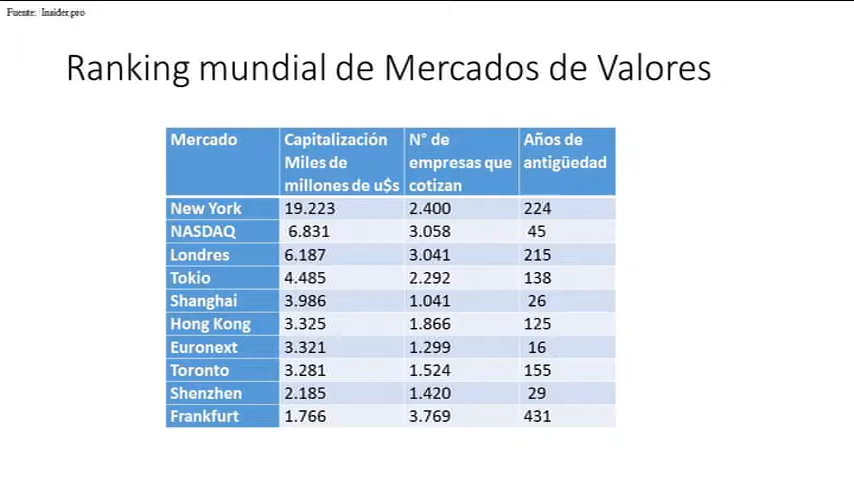 Fuente: Insider.pro
Ranking mundial de Mercados de Valores
Mercado Capitalización Miles de millones de u$s N° de empresas que cotizan Años de antigüedad
New York 19.223 2.400 224
NASDAQ 6.831 3.058 45
Londres 6.187 3.041 215
Tokio 4.485 2.292 138
Shanghai 3.986 1.041 26
Hong Kong 3.325 1.866 125
Euronext 3.321 1.299 16
Toronto 3.281 1.524 155
Shenzhen 2.185 1.420 29
Frankfurt 1.766 3.769 431